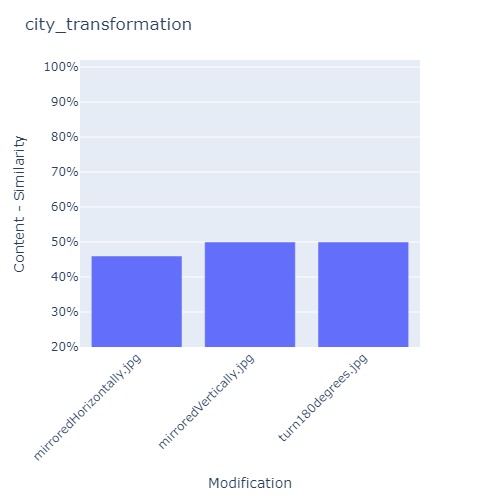 city_transformation
100%
90%
80%
70%
60%
50%
40%
30%
20%
Content - Similarity
mirroredHorizontally.jpg
mirroredVertically.jpg
turn180degrees.jpg
Modification